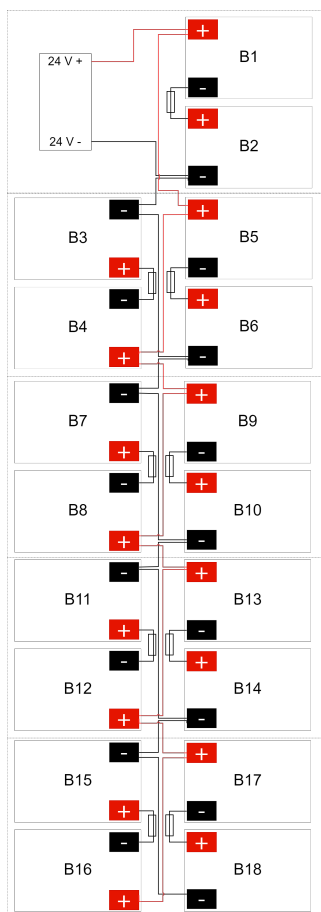 24 V +
24 V -
+
B1
-
+
B2
-
-
B3
+
-
B4
+
+
B5
-
+
B6
-
-
B7
+
-
B8
+
+
B9
-
+
B10
-
-
B11
+
-
B12
+
+
B13
-
+
B14
-
-
B15
+
-
B16
+
+
B17
-
+
B18
-